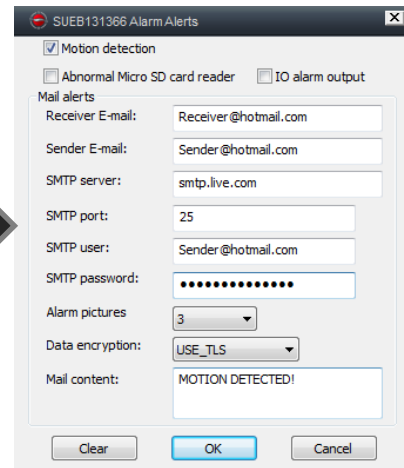 SUEB131366 Alarm Alerts
Motion detection
Abnormal Micro SD card reader IO alarm output
Mail alerts
Receiver E-mail: Receiver@hotmail.com
Sender E-mail: Sender@hotmail.com
SMTP server: smtp.live.com
SMTP port: 25
SMTP user: Sender@hotmail.com
SMTP password: ●●●●●●●●●●●●●●
Alarm pictures 3
Data encryption: USE_TLS
Mail content: MOTION DETECTED!
Clear OK Cancel